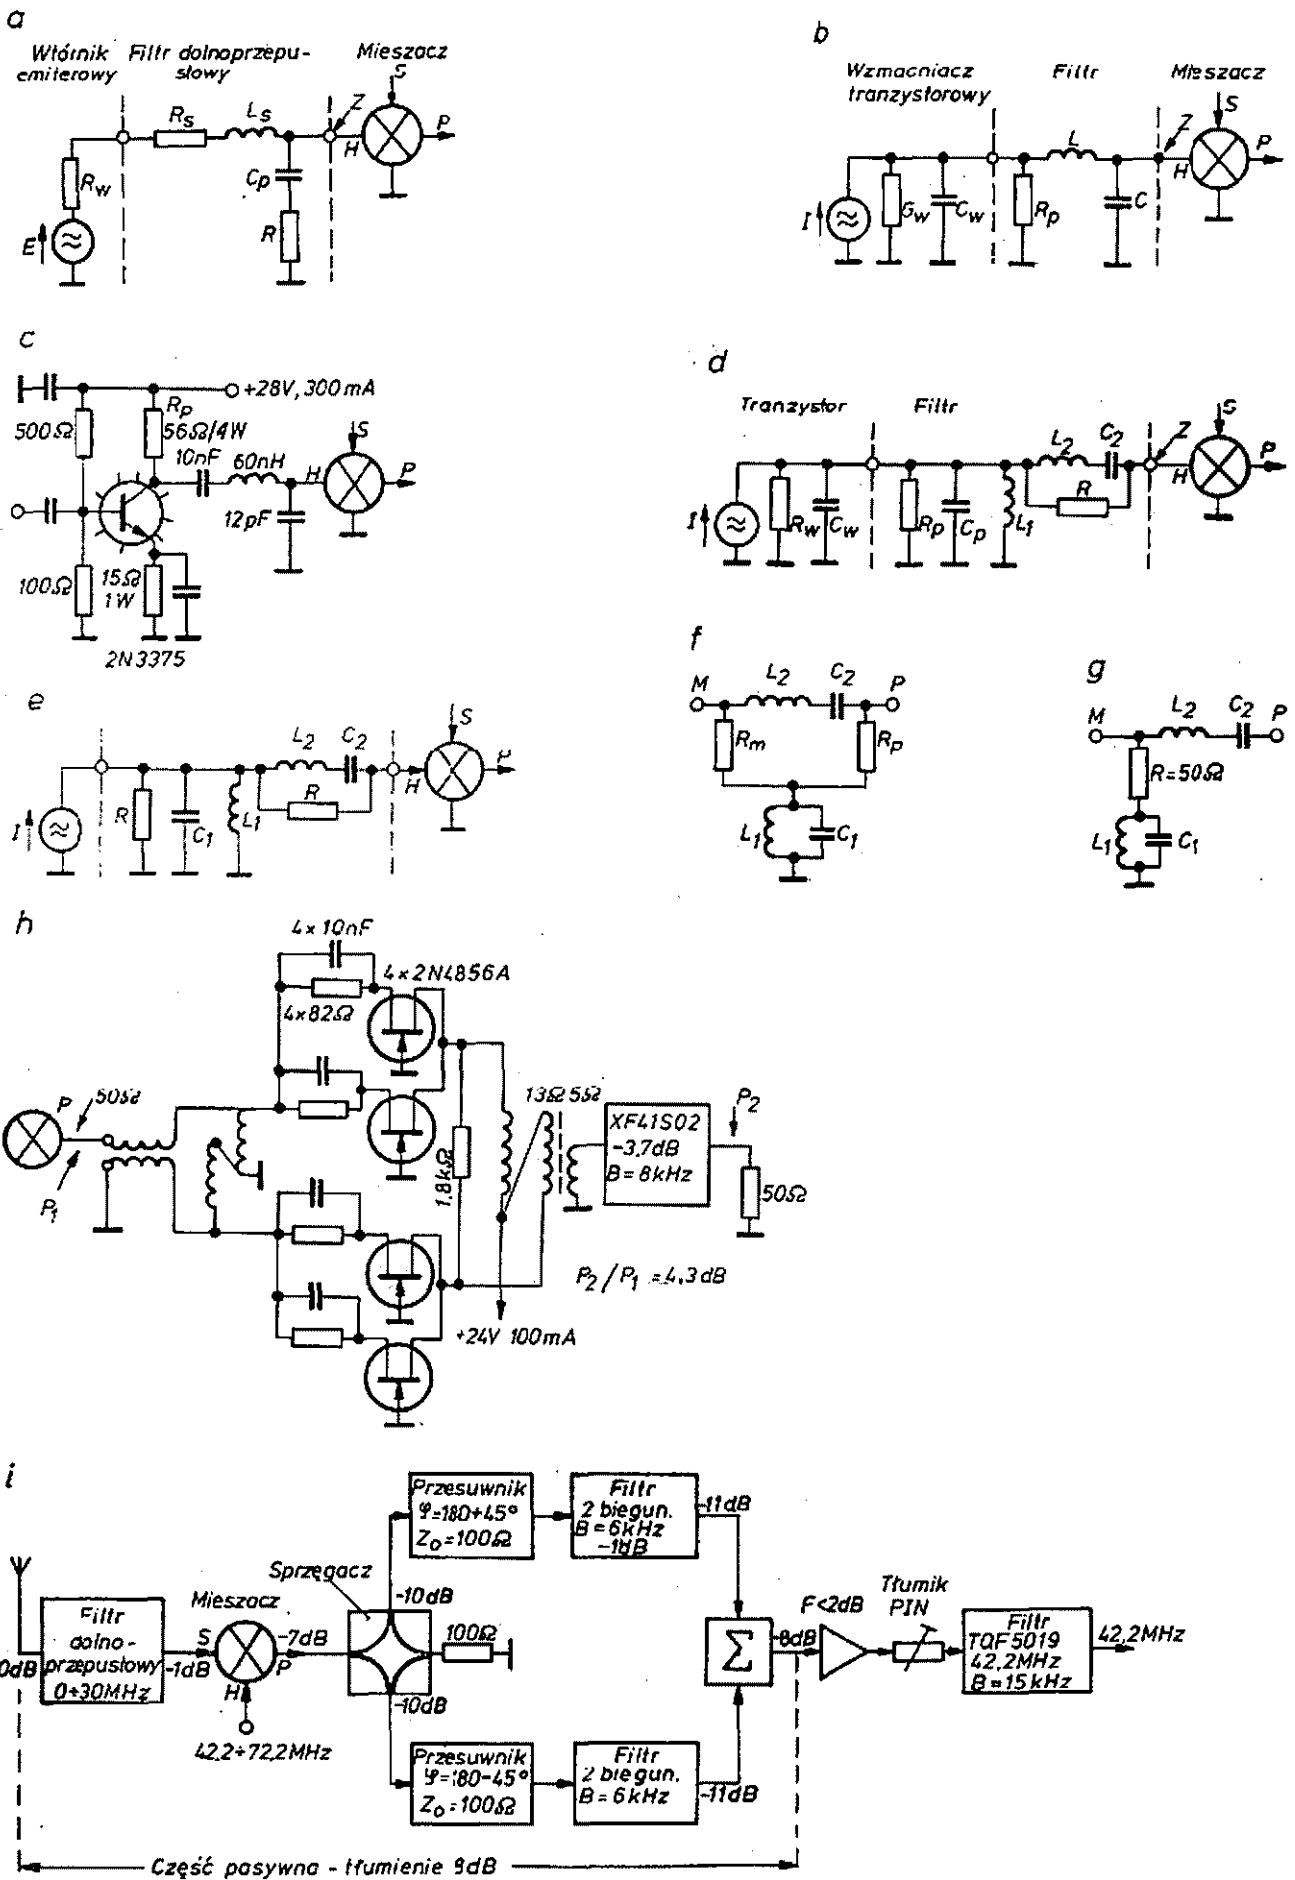 a
Wtórnik emiterowy
Filtr dolnoprzepustowy
Mieszacz
S
Rs
Ls
Z
H
P
Rw
Cp
R
E
b
Wzmacniacz tranzystorowy
Filtr
Mieszacz
S
L
Z
H
P
I
Gw
Cw
Rp
C
c
+28V, 300mA
500Ω
Rp
56Ω/4W
10nF
60nH
S
H
P
12pF
100Ω
15Ω
1W
2N3375
d
Tranzystor
Filtr
S
L2
C2
Z
H
P
R
I
Rw
Cw
Rp
Cp
L1
e
S
L2
C2
H
P
R
I
R
C1
L1
f
M
L2
C2
P
Rm
Rp
L1
C1
g
M
L2
C2
P
R=50Ω
L1
C1
h
4×10nF
4×2N4856A
4×82Ω
P
50Ω
P1
1.8kΩ
13Ω 5Ω
XF41S02
-3,7dB
B=8kHz
P2
50Ω
P2/P1=4,3dB
+24V 100mA
i
Przesuwnik
φ=180+45°
Zo=100Ω
Filtr
2 biegun.
B=6kHz
-1dB
-11dB
Sprzęgacz
-10dB
Mieszacz
Filtr
dolno-
przepustowy
0÷30MHz
0dB
-1dB
S
H
P
-7dB
100Ω
-10dB
42,2÷72,2MHz
Σ
-8dB
F<2dB
Tłumik
PIN
Filtr
TQF5019
42,2MHz
B=15kHz
42,2MHz
Przesuwnik
φ=180-45°
Zo=100Ω
Filtr
2 biegun.
B=6kHz
-11dB
Część pasywna - tłumienie 9dB